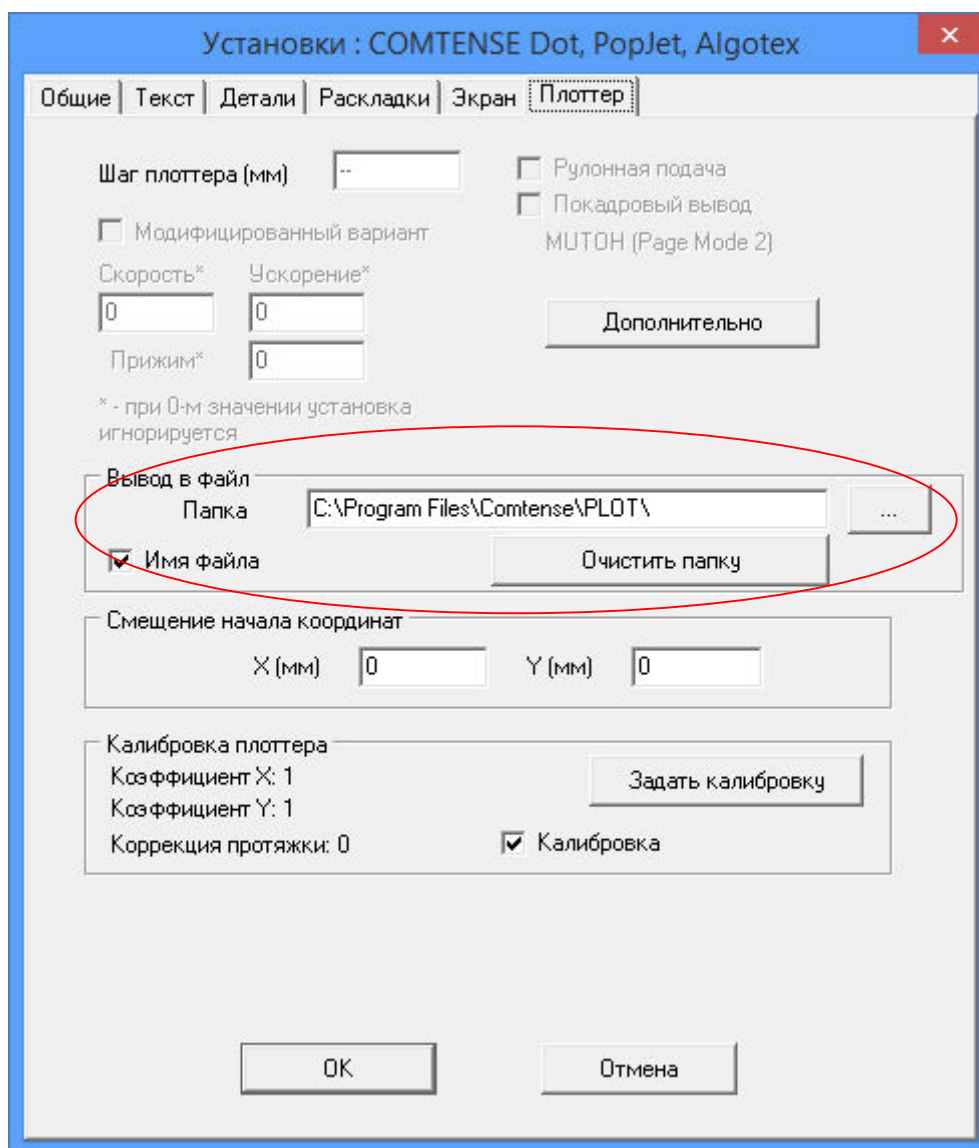 Установки : COMTENSE Dot, PopJet, Algotex
Общие Текст Детали Раскладки Экран Плоттер
Шаг плоттера (мм) --
Рулонная подача
Покадровый вывод
MUTOH (Page Mode 2)
Модифицированный вариант
Скорость* Ускорение*
0 0
Прижим* 0
Дополнительно
* - при 0-м значении установка
игнорируется
Вывод в файл
Папка C:\Program Files\Comtense\PLOT\ ...
Имя файла Очистить папку
Смещение начала координат
X (мм) 0 Y (мм) 0
Калибровка плоттера
Коэффициент X: 1
Коэффициент Y: 1
Задать калибровку
Коррекция протяжки: 0 Калибровка
OK Отмена